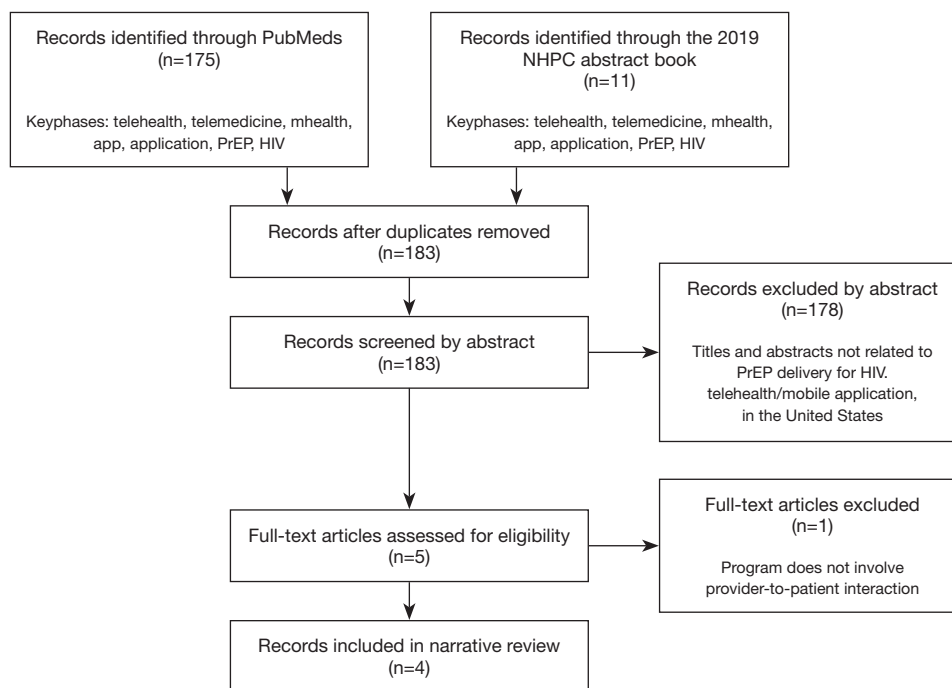 Records identified through PubMeds
(n=175)
Keyphases: telehealth, telemedicine, mhealth,
app, application, PrEP, HIV
Records identified through the 2019
NHPC abstract book
(n=11)
Keyphases: telehealth, telemedicine, mhealth,
app, application, PrEP, HIV
Records after duplicates removed
(n=183)
Records screened by abstract
(n=183)
Records excluded by abstract
(n=178)
Titles and abstracts not related to
PrEP delivery for HIV.
telehealth/mobile application,
in the United States
Full-text articles assessed for eligibility
(n=5)
Full-text articles excluded
(n=1)
Program does not involve
provider-to-patient interaction
Records included in narrative review
(n=4)